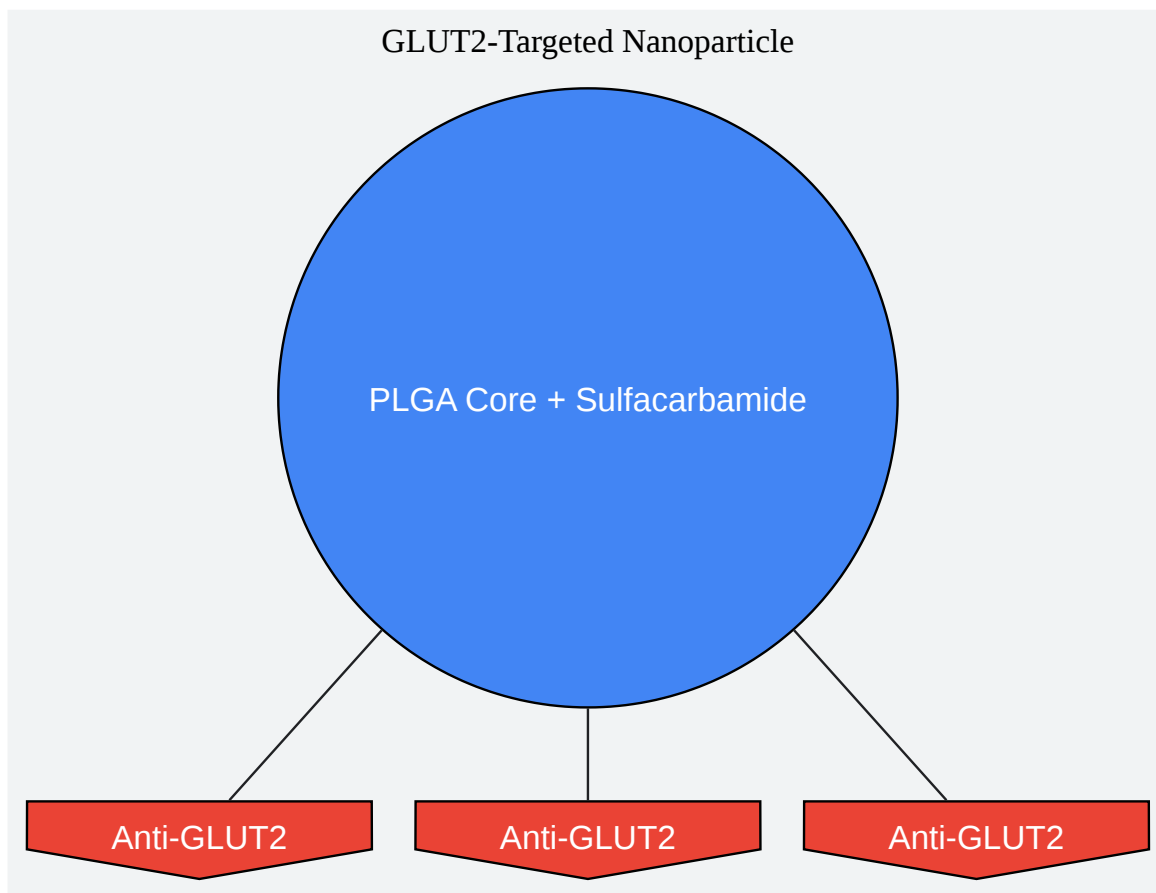 GLUT2-Targeted Nanoparticle
PLGA Core + Sulfacarbamide
Anti-GLUT2
Anti-GLUT2
Anti-GLUT2